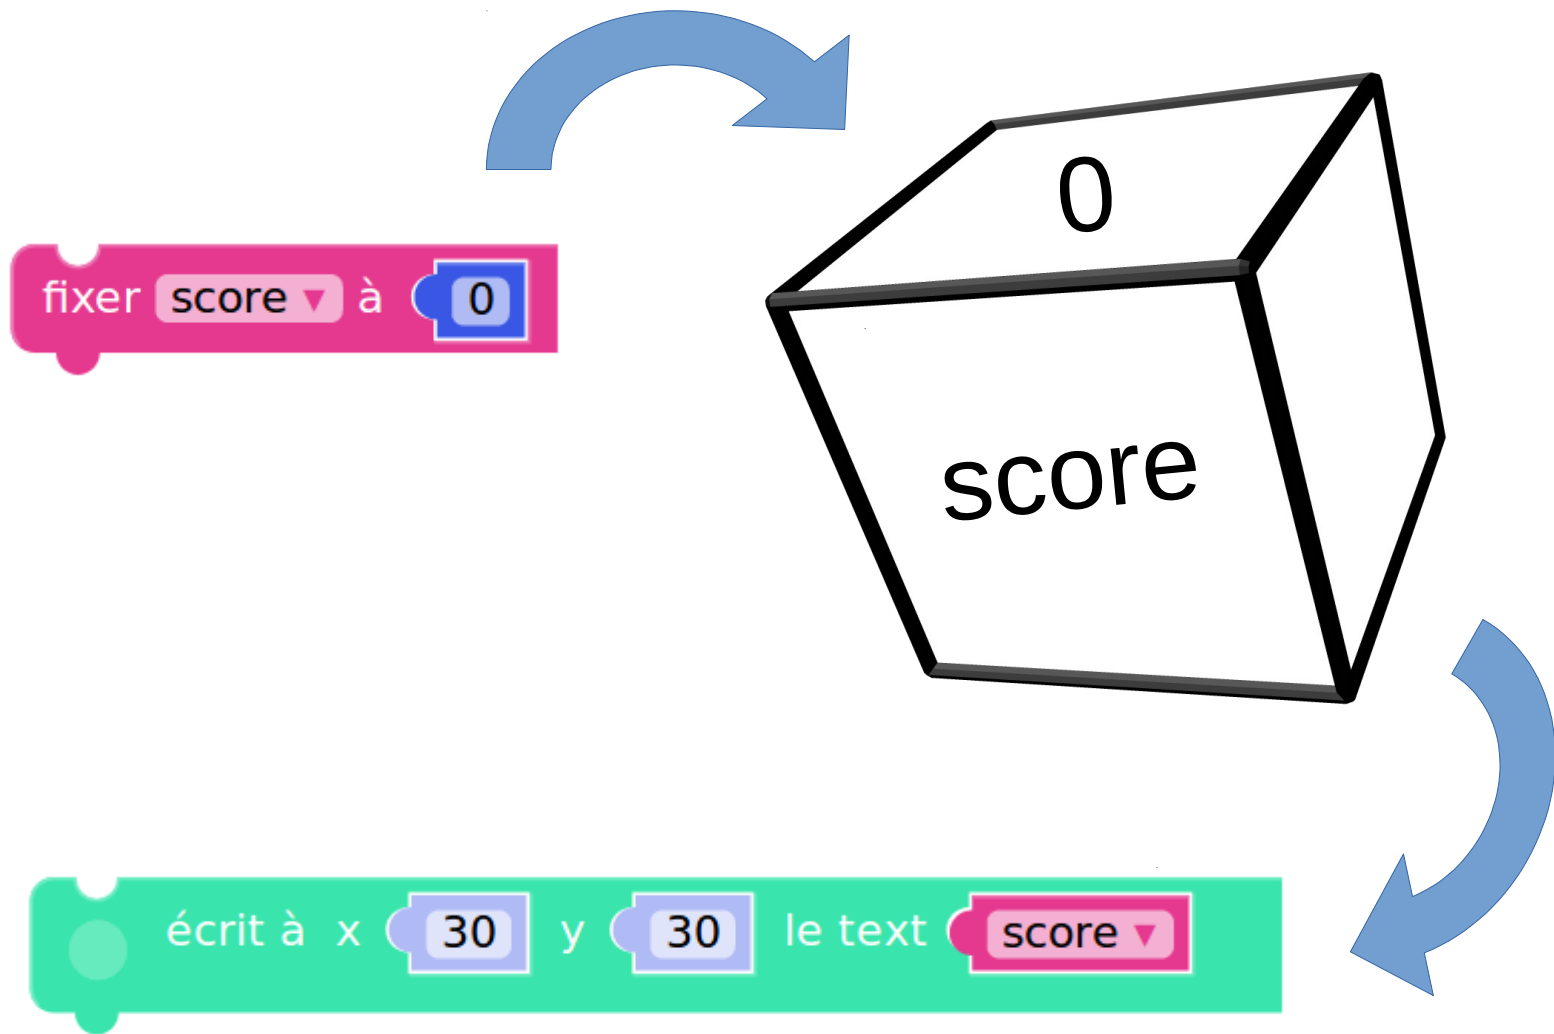 0
fixer score ▼ à 0
score
écrit à x 30 y 30 le text score ▼